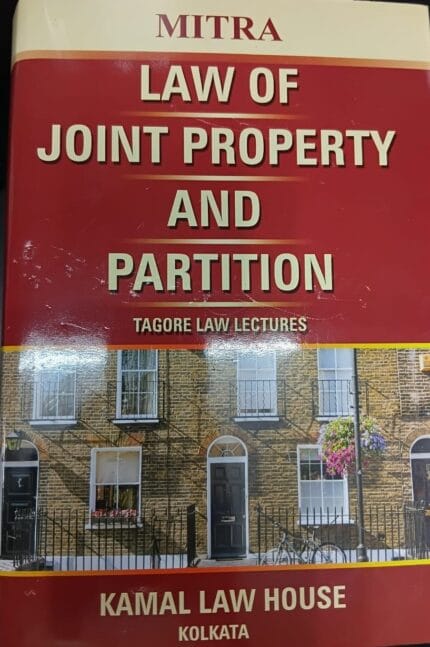 MITRA
LAW OF
JOINT PROPERTY
AND
PARTITION
TAGORE LAW LECTURES
KAMAL LAW HOUSE
KOLKATA